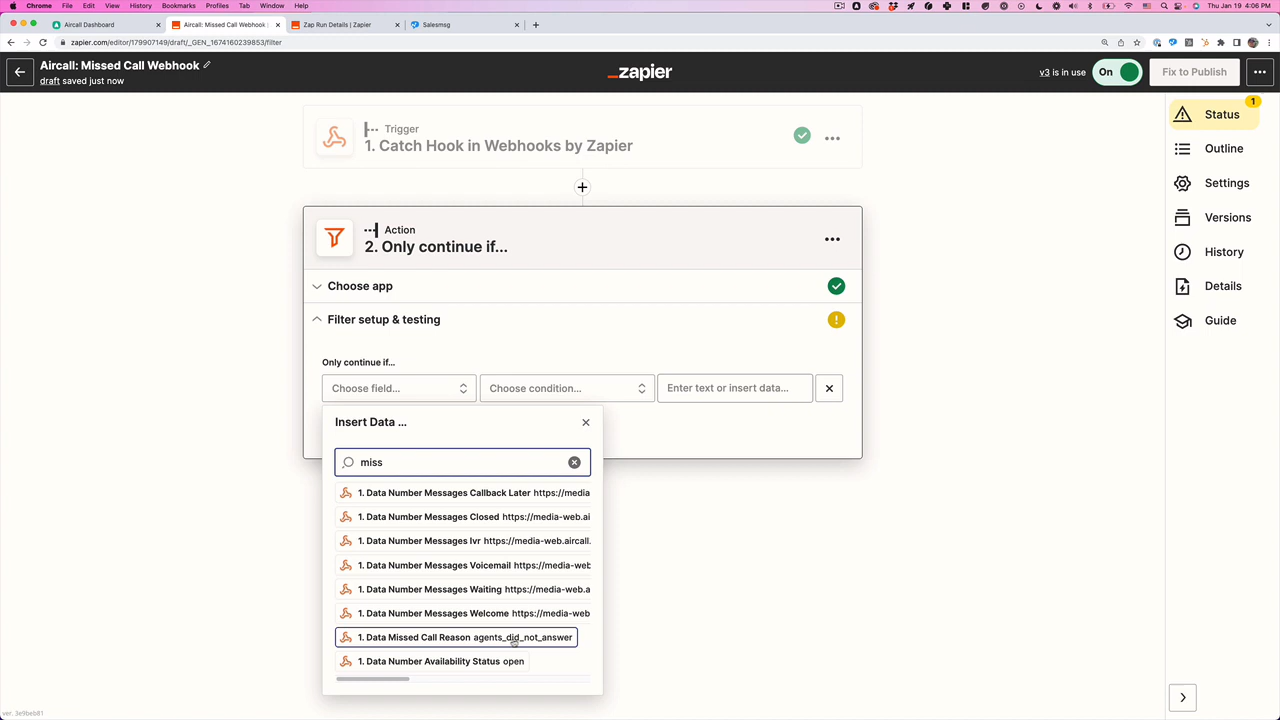 Chrome File Edit View History Bookmarks Profiles Tab Window Help
Thu Jan 19 4:06 PM
Aircall Dashboard
Aircall: Missed Call Webhook
Zap Run Details | Zapier
Salesmsg
zapier.com/editor/179907149/draft/_GEN_1674160239853/filter
Aircall: Missed Call Webhook
draft saved just now
_zapier
v3 is in use
On
Fix to Publish
Trigger
1. Catch Hook in Webhooks by Zapier
Action
2. Only continue if...
Choose app
Filter setup & testing
Only continue if...
Choose field...
Choose condition...
Enter text or insert data...
Insert Data ...
miss
1. Data Number Messages Callback Later https://media
1. Data Number Messages Closed https://media-web.ai
1. Data Number Messages Ivr https://media-web.aircall.
1. Data Number Messages Voicemail https://media-web
1. Data Number Messages Waiting https://media-web.a
1. Data Number Messages Welcome https://media-web
1. Data Missed Call Reason agents_did_not_answer
1. Data Number Availability Status open
1
Status
Outline
Settings
Versions
History
Details
Guide
ver. 3e9beb81